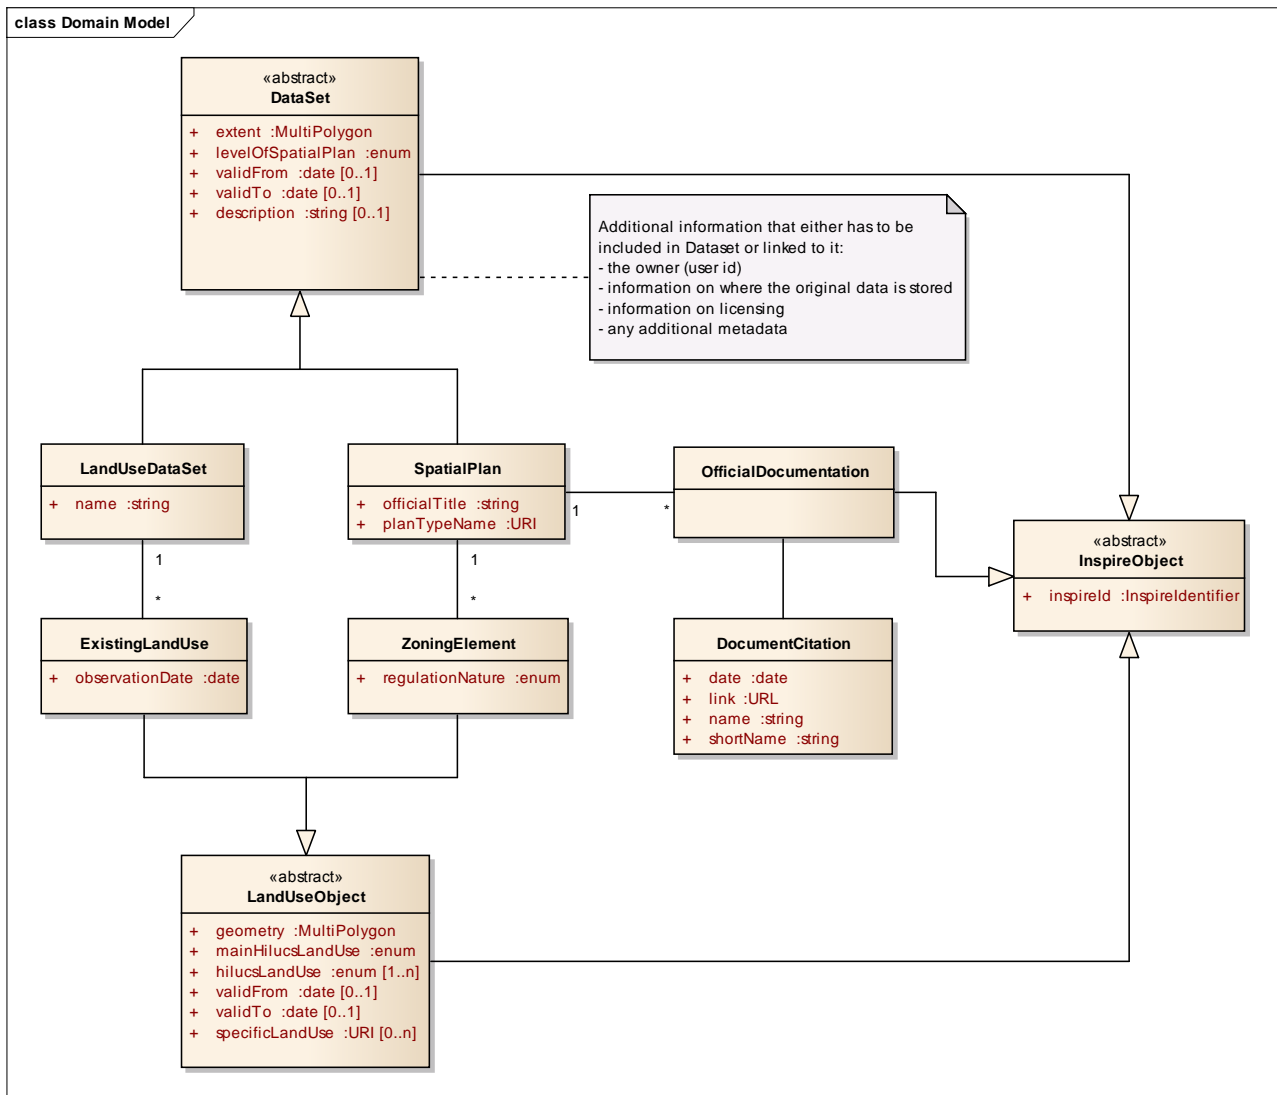 class Domain Model
«abstract»
DataSet
+ extent :MultiPolygon
+ levelOfSpatialPlan :enum
+ validFrom :date [0..1]
+ validTo :date [0..1]
+ description :string [0..1]
Additional information that either has to be
included in Dataset or linked to it:
- the owner (user id)
- information on where the original data is stored
- information on licensing
- any additional metadata
LandUseDataSet
+ name :string
SpatialPlan
+ officialTitle :string
+ planTypeName :URI
1
*
OfficialDocumentation
«abstract»
InspireObject
+ inspireId :InspireIdentifier
1
*
1
*
ExistingLandUse
+ observationDate :date
ZoningElement
+ regulationNature :enum
DocumentCitation
+ date :date
+ link :URL
+ name :string
+ shortName :string
«abstract»
LandUseObject
+ geometry :MultiPolygon
+ mainHilucsLandUse :enum
+ hilucsLandUse :enum [1..n]
+ validFrom :date [0..1]
+ validTo :date [0..1]
+ specificLandUse :URI [0..n]